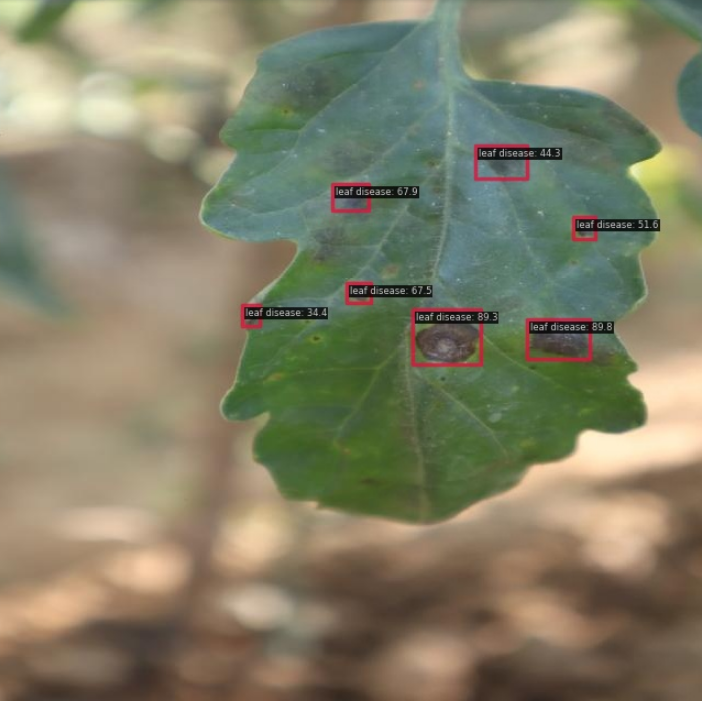 leaf disease: 44.3
leaf disease: 67.9
leaf disease: 51.6
leaf disease: 67.5
leaf disease: 34.4
leaf disease: 89.3
leaf disease: 89.8